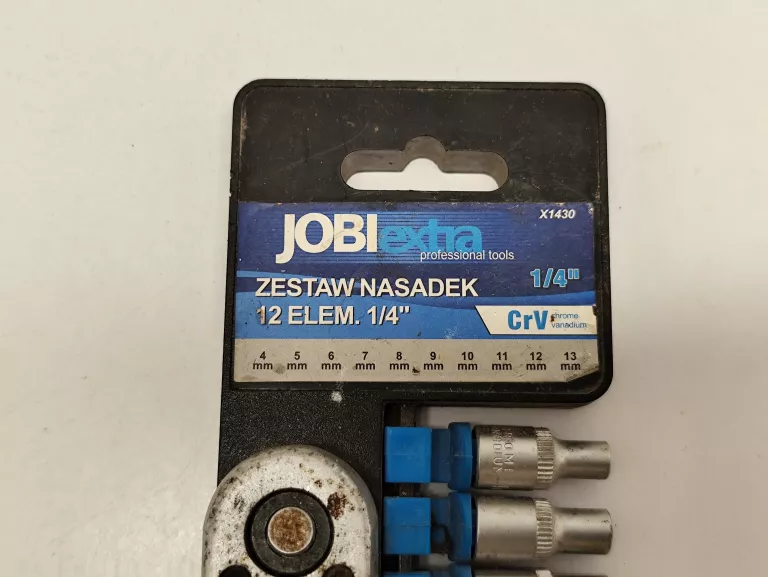 X1430
JOBIextra
professional tools
ZESTAW NASADEK
12 ELEM. 1/4"
1/4"
CrV chrome vanadium
4 mm 5 mm 6 mm 7 mm 8 mm 9 mm 10 mm 11 mm 12 mm 13 mm